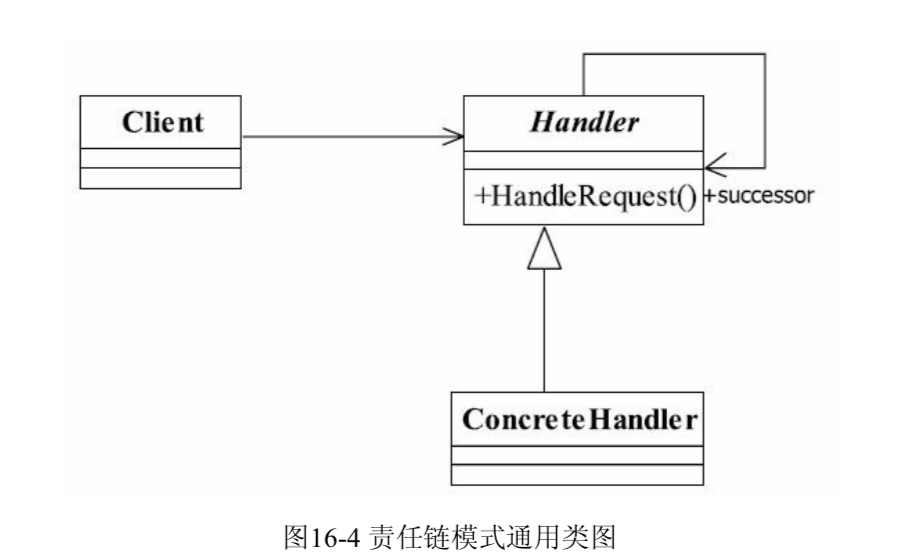 Client
Handler
+HandleRequest()
+successor
ConcreteHandler
图16-4 责任链模式通用类图